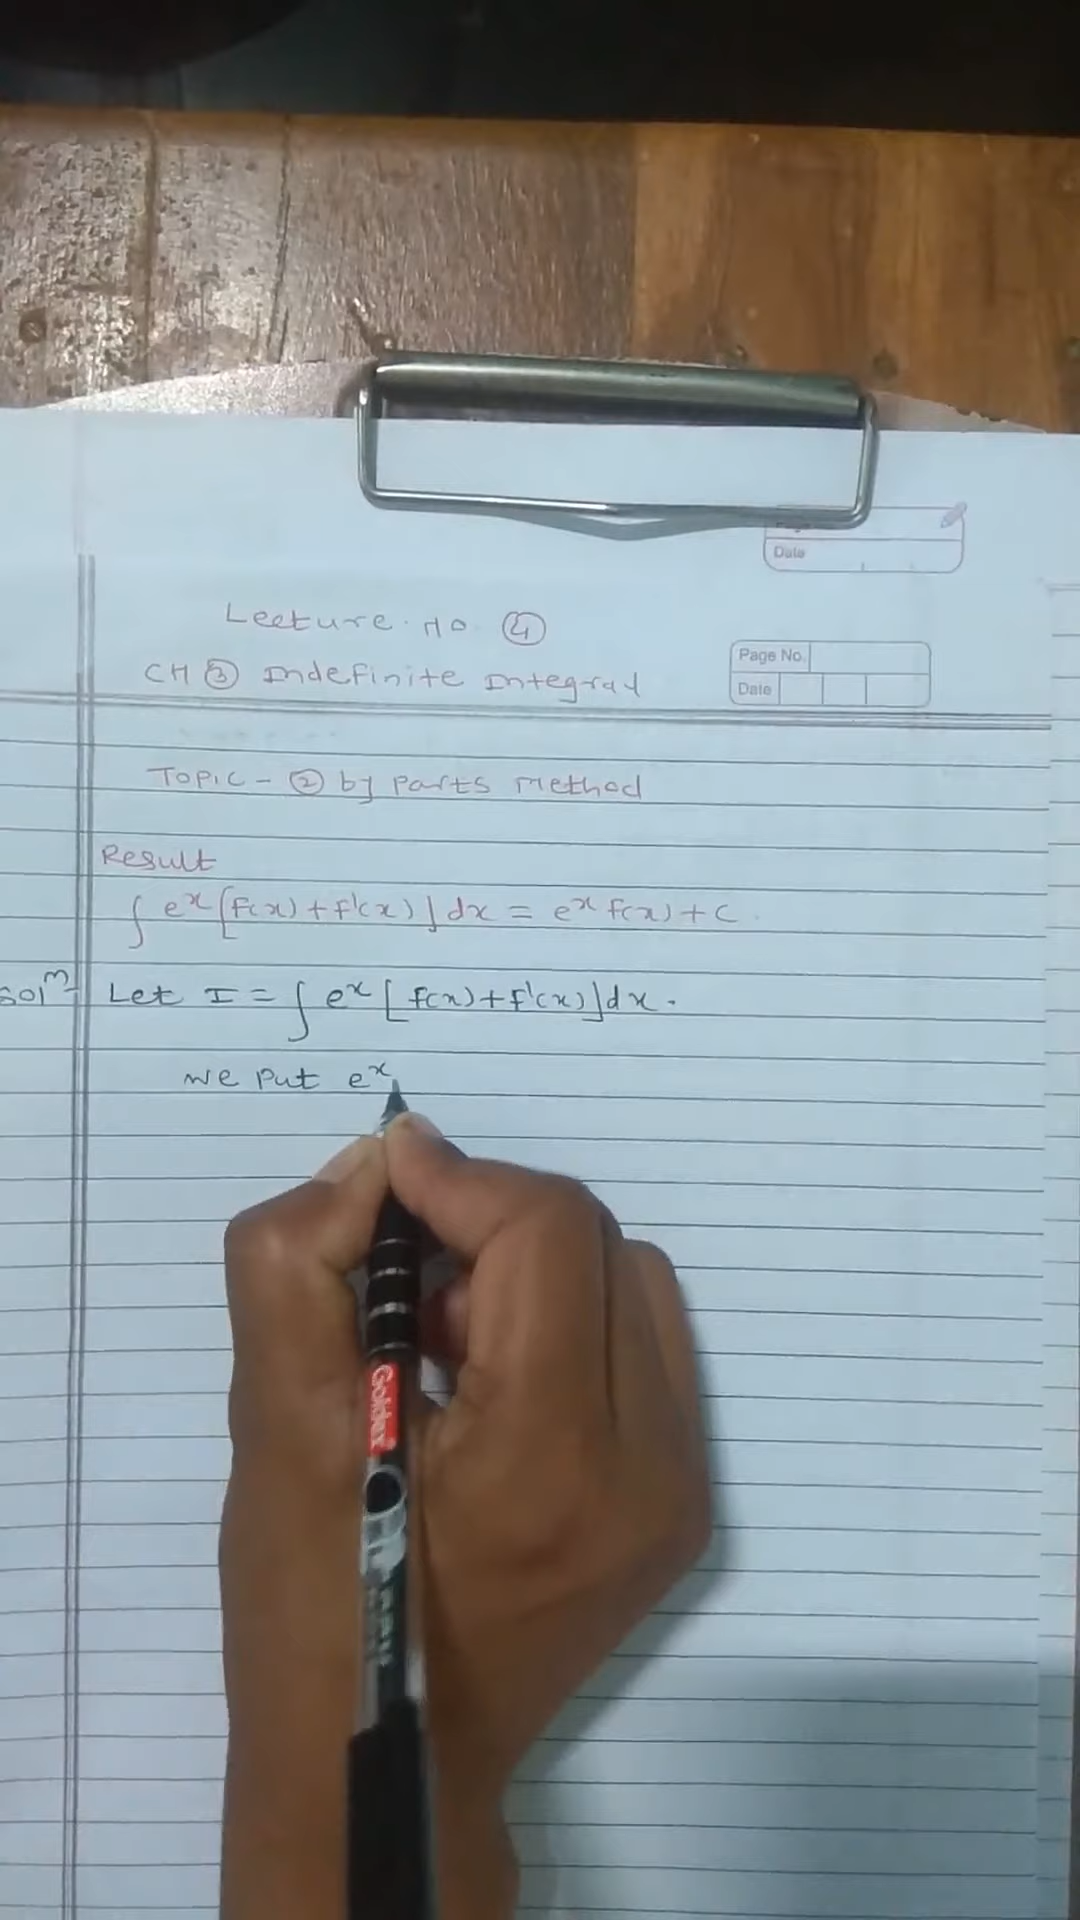 Page
Date
Lecture no. ④
CH ③ Indefinite Integral
Page No.
Date
Topic - ② by parts method
Result
∫ eˣ [f(x) + f'(x)] dx = eˣ f(x) + c.
Solⁿ- Let I = ∫ eˣ [f(x) + f'(x)] dx.
we put eˣ
Goldex